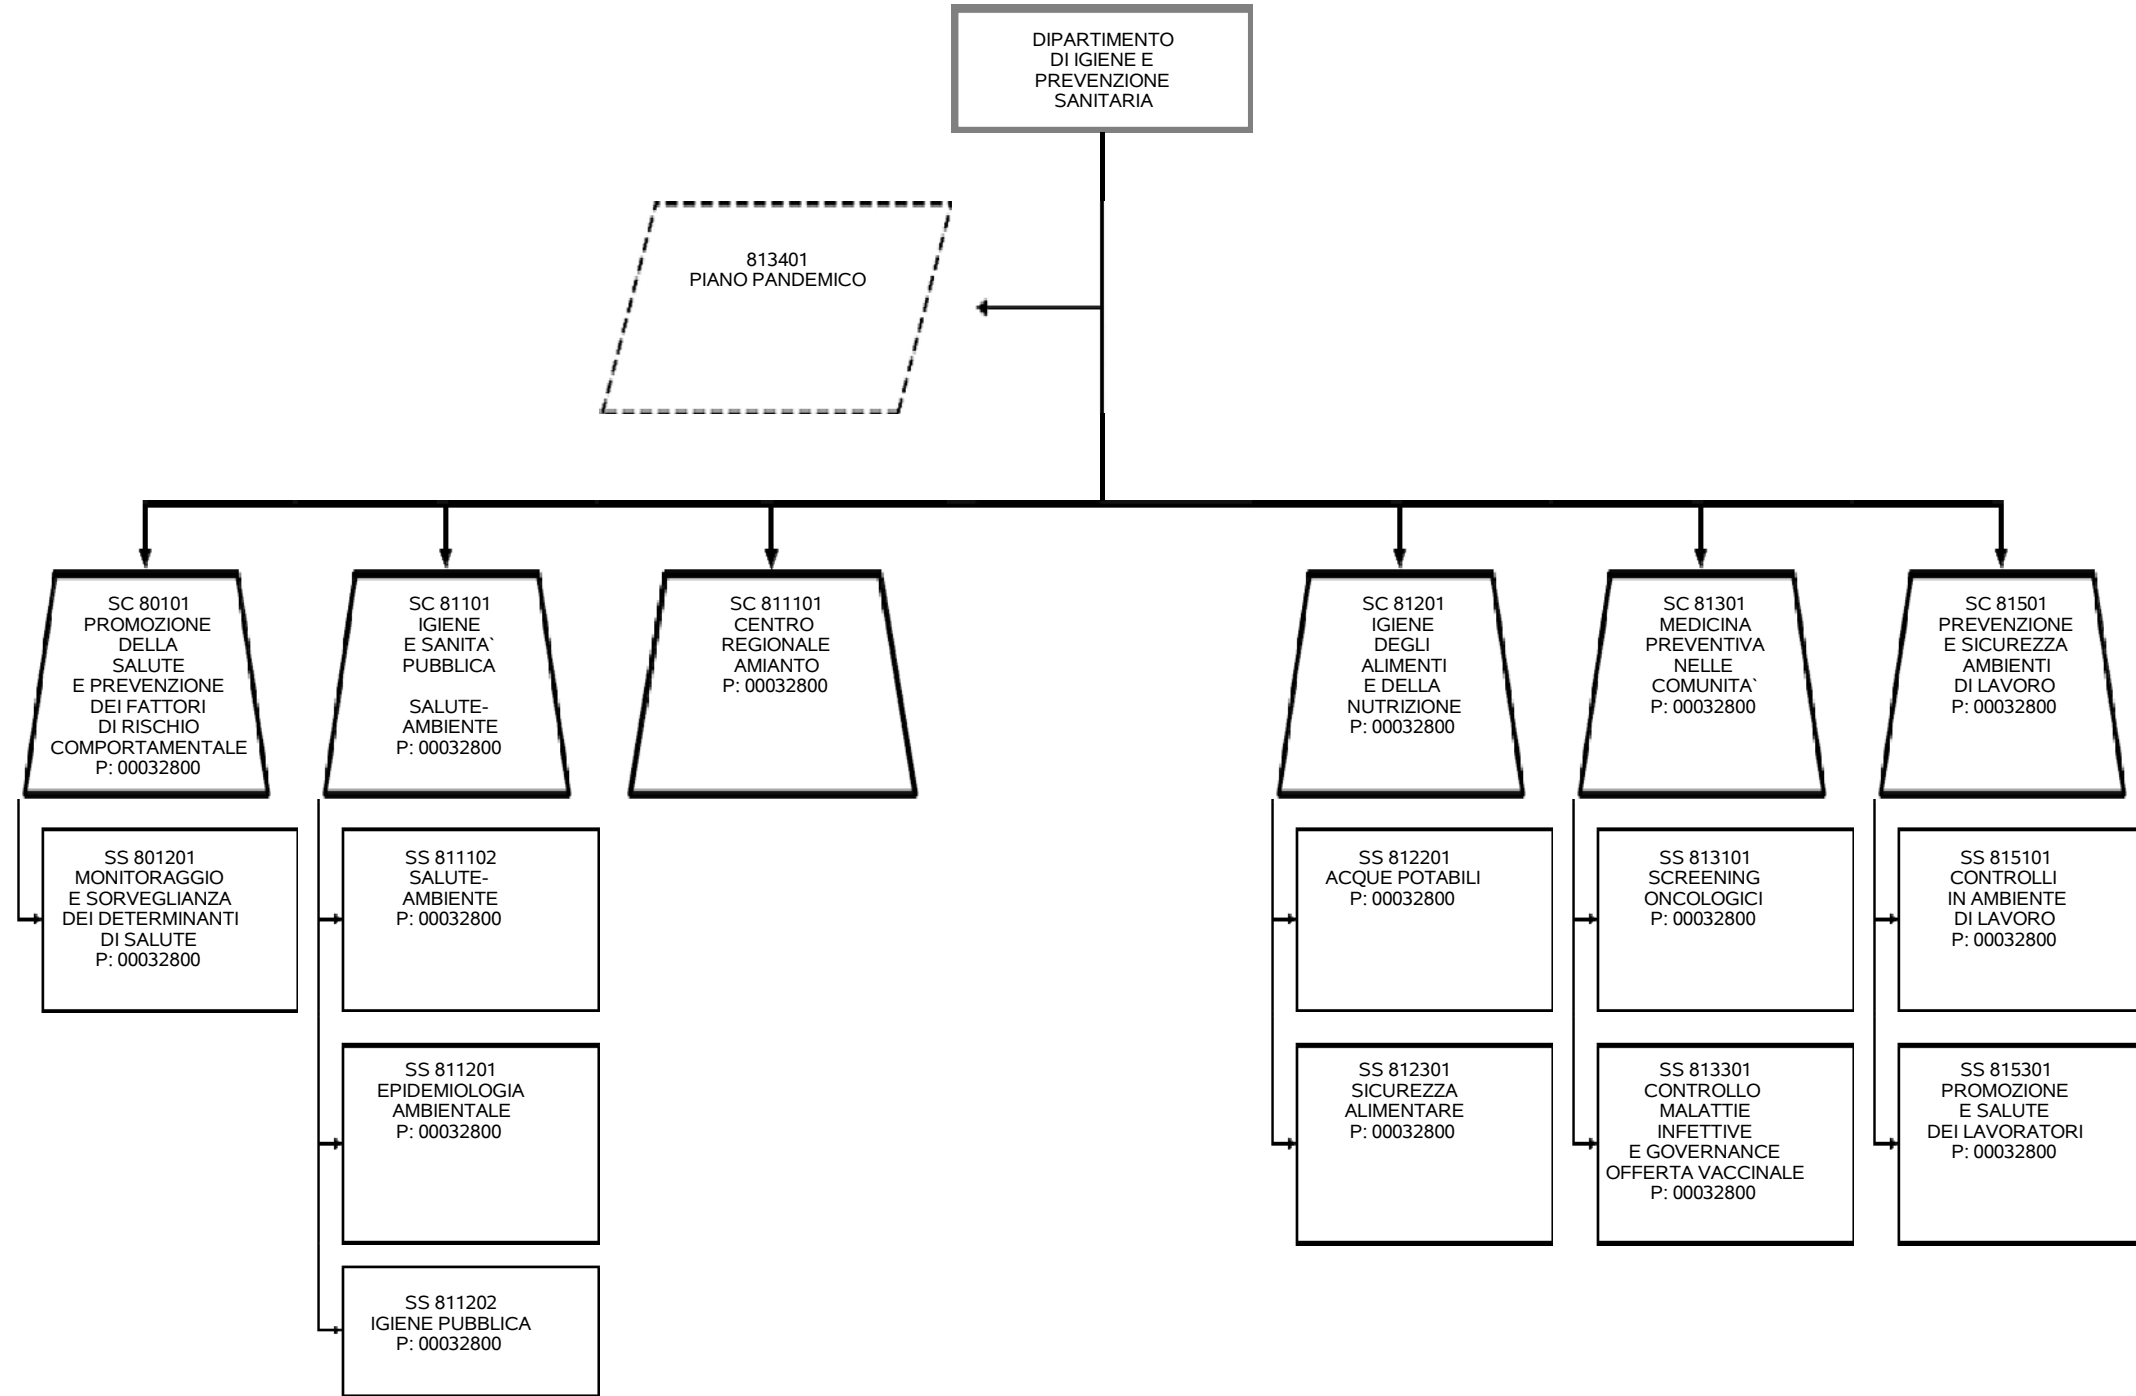 DIPARTIMENTO
DI IGIENE E
PREVENZIONE
SANITARIA
813401
PIANO PANDEMICO
SC 80101
PROMOZIONE
DELLA
SALUTE
E PREVENZIONE
DEI FATTORI
DI RISCHIO
COMPORTAMENTALE
P: 00032800
SC 81101
IGIENE
E SANITA`
PUBBLICA
SALUTE-
AMBIENTE
P: 00032800
SC 811101
CENTRO
REGIONALE
AMIANTO
P: 00032800
SC 81201
IGIENE
DEGLI
ALIMENTI
E DELLA
NUTRIZIONE
P: 00032800
SC 81301
MEDICINA
PREVENTIVA
NELLE
COMUNITA`
P: 00032800
SC 81501
PREVENZIONE
E SICUREZZA
AMBIENTI
DI LAVORO
P: 00032800
SS 801201
MONITORAGGIO
E SORVEGLIANZA
DEI DETERMINANTI
DI SALUTE
P: 00032800
SS 811102
SALUTE-
AMBIENTE
P: 00032800
SS 812201
ACQUE POTABILI
P: 00032800
SS 813101
SCREENING
ONCOLOGICI
P: 00032800
SS 815101
CONTROLLI
IN AMBIENTE
DI LAVORO
P: 00032800
SS 811201
EPIDEMIOLOGIA
AMBIENTALE
P: 00032800
SS 812301
SICUREZZA
ALIMENTARE
P: 00032800
SS 813301
CONTROLLO
MALATTIE
INFETTIVE
E GOVERNANCE
OFFERTA VACCINALE
P: 00032800
SS 815301
PROMOZIONE
E SALUTE
DEI LAVORATORI
P: 00032800
SS 811202
IGIENE PUBBLICA
P: 00032800